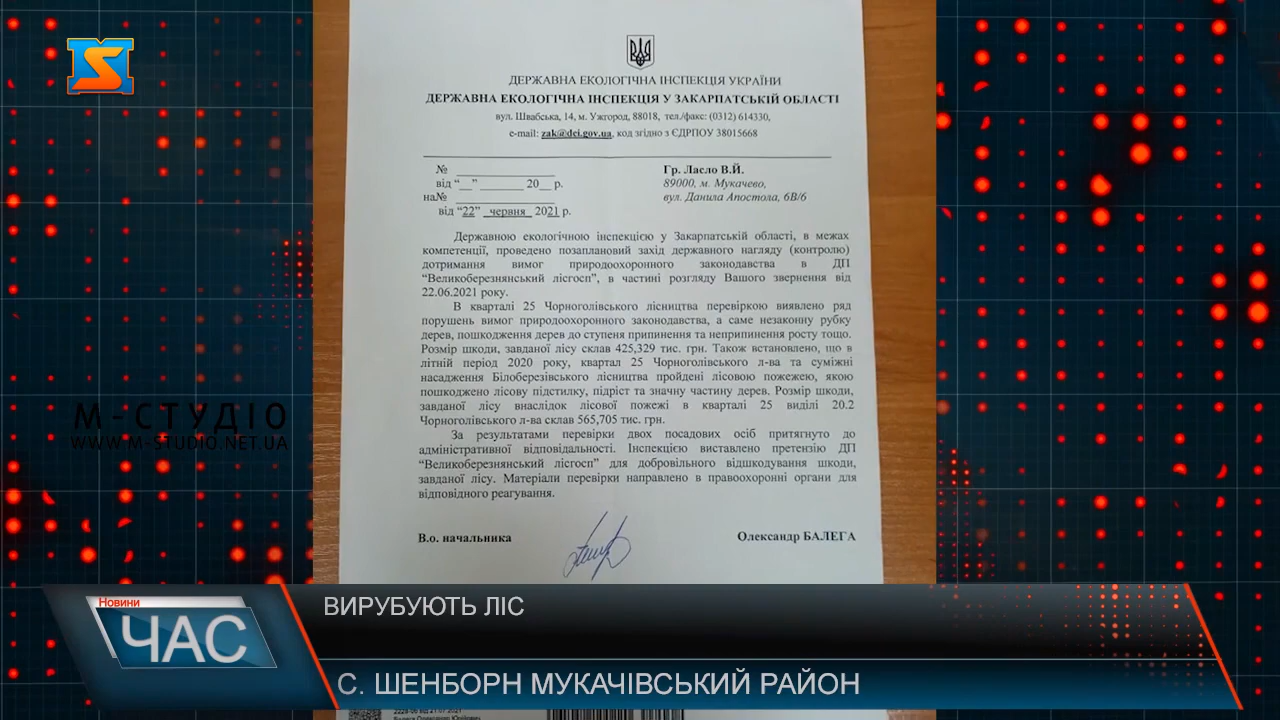 ДЕРЖАВНА ЕКОЛОГІЧНА ІНСПЕКЦІЯ УКРАЇНИ
ДЕРЖАВНА ЕКОЛОГІЧНА ІНСПЕКЦІЯ У ЗАКАРПАТСЬКІЙ ОБЛАСТІ
вул. Швабська, 14, м. Ужгород, 88018, тел./факс: (0312) 614330,
e-mail: zak@dei.gov.ua, код згідно з ЄДРПОУ 38015668
№ ________________
від “__” _______ 20__ р.
на№ ________________
від “22” _червня_ 2021 р.
Гр. Ласло В.Й.
89000, м. Мукачево,
вул. Данила Апостола, 6В/6
Державною екологічною інспекцією у Закарпатській області, в межах
компетенції, проведено позаплановий захід державного нагляду (контролю)
дотримання вимог природоохоронного законодавства в ДП
“Великоберезнянський лісгосп”, в частині розгляду Вашого звернення від
22.06.2021 року.
В кварталі 25 Чорноголівського лісництва перевіркою виявлено ряд
порушень вимог природоохоронного законодавства, а саме незаконну рубку
дерев, пошкодження дерев до ступеня припинення та неприпинення росту тощо.
Розмір шкоди, завданої лісу склав 425,329 тис. грн. Також встановлено, що в
літній період 2020 року, квартал 25 Чорноголівського л-ва та суміжні
насадження Білоберезівського лісництва пройдені лісовою пожежею, якою
пошкоджено лісову підстилку, підріст та значну частину дерев. Розмір шкоди,
завданої лісу внаслідок лісової пожежі в кварталі 25 виділі 20.2
Чорноголівського л-ва склав 565,705 тис. грн.
За результатами перевірки двох посадових осіб притягнуто до
адміністративної відповідальності. Інспекцією виставлено претензію ДП
“Великоберезнянський лісгосп” для добровільного відшкодування шкоди,
завданої лісу. Матеріали перевірки направлено в правоохоронні органи для
відповідного реагування.
В.о. начальника
Олександр БАЛЕГА
М-СТУДІО
WWW.M-STUDIO.NET.UA
Новини
ЧАС
ВИРУБУЮТЬ ЛІС
С. ШЕНБОРН МУКАЧІВСЬКИЙ РАЙОН